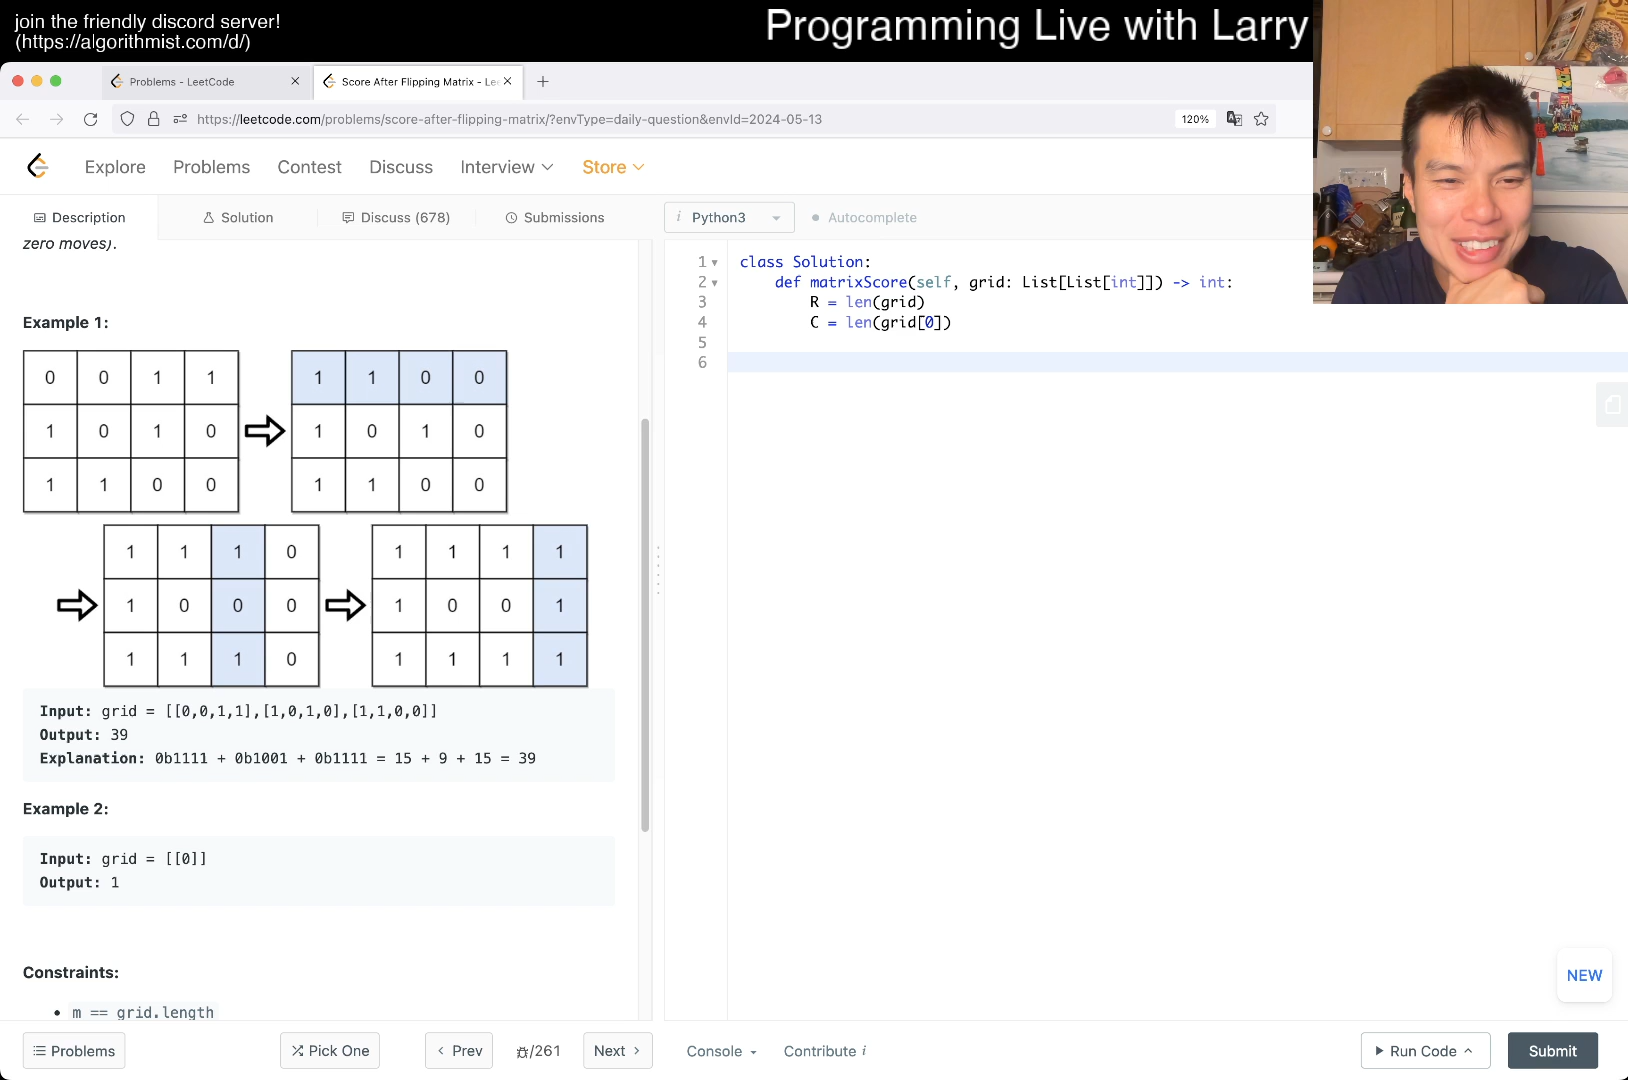 join the friendly discord server!
(https://algorithmist.com/d/)
Programming Live with Larry
Problems - LeetCode
Score After Flipping Matrix - Le
https://leetcode.com/problems/score-after-flipping-matrix/?envType=daily-question&envId=2024-05-13
120%
Explore
Problems
Contest
Discuss
Interview
Store
Description
Solution
Discuss (678)
Submissions
i Python3
Autocomplete
zero moves).
Example 1:
0 0 1 1
1 0 1 0
1 1 0 0
1 1 0 0
1 0 1 0
1 1 0 0
1 1 1 0
1 0 0 0
1 1 1 0
1 1 1 1
1 0 0 1
1 1 1 1
Input: grid = [[0,0,1,1],[1,0,1,0],[1,1,0,0]]
Output: 39
Explanation: 0b1111 + 0b1001 + 0b1111 = 15 + 9 + 15 = 39
Example 2:
Input: grid = [[0]]
Output: 1
Constraints:
m == grid.length
1 class Solution:
2 def matrixScore(self, grid: List[List[int]]) -> int:
3 R = len(grid)
4 C = len(grid[0])
5
6
NEW
Problems
Pick One
Prev
/261
Next
Console
Contribute i
Run Code
Submit